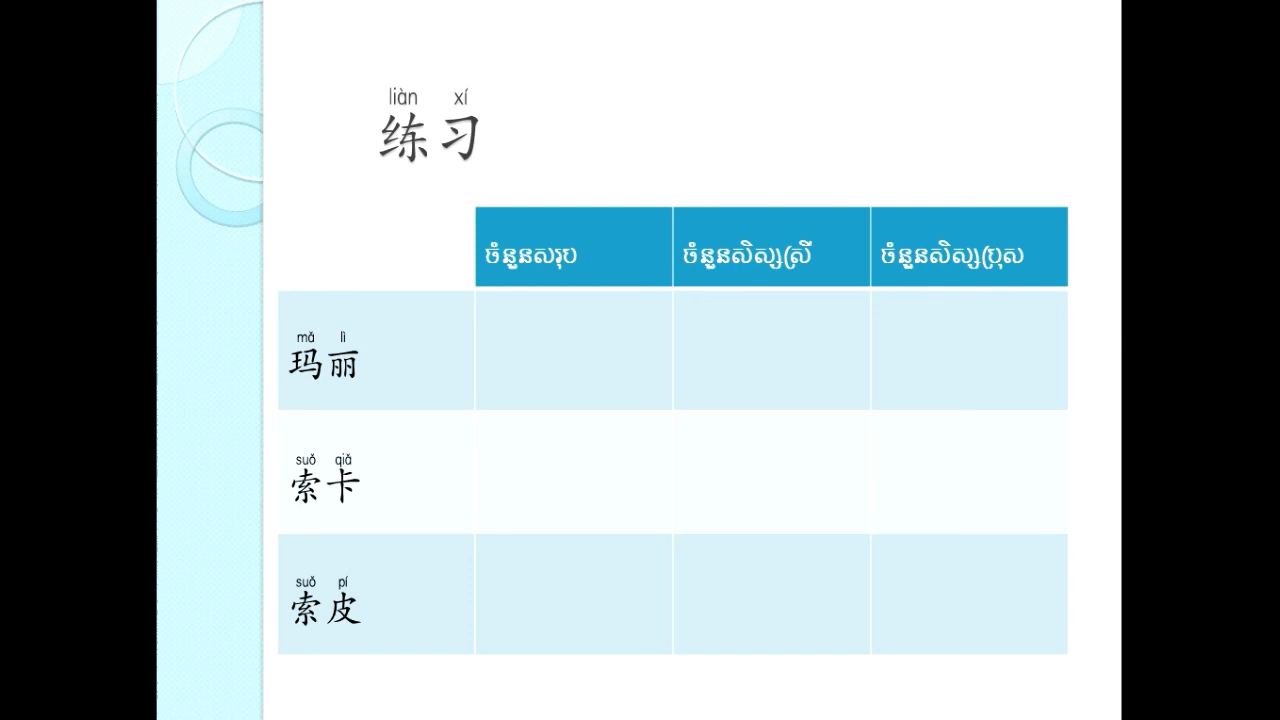 liàn xí
练习
ចំនួនសរុប ចំនួនសិស្សស្រី ចំនួនសិស្សប្រុស
mǎ lì
玛丽
suǒ qiǎ
索卡
suǒ pí
索皮